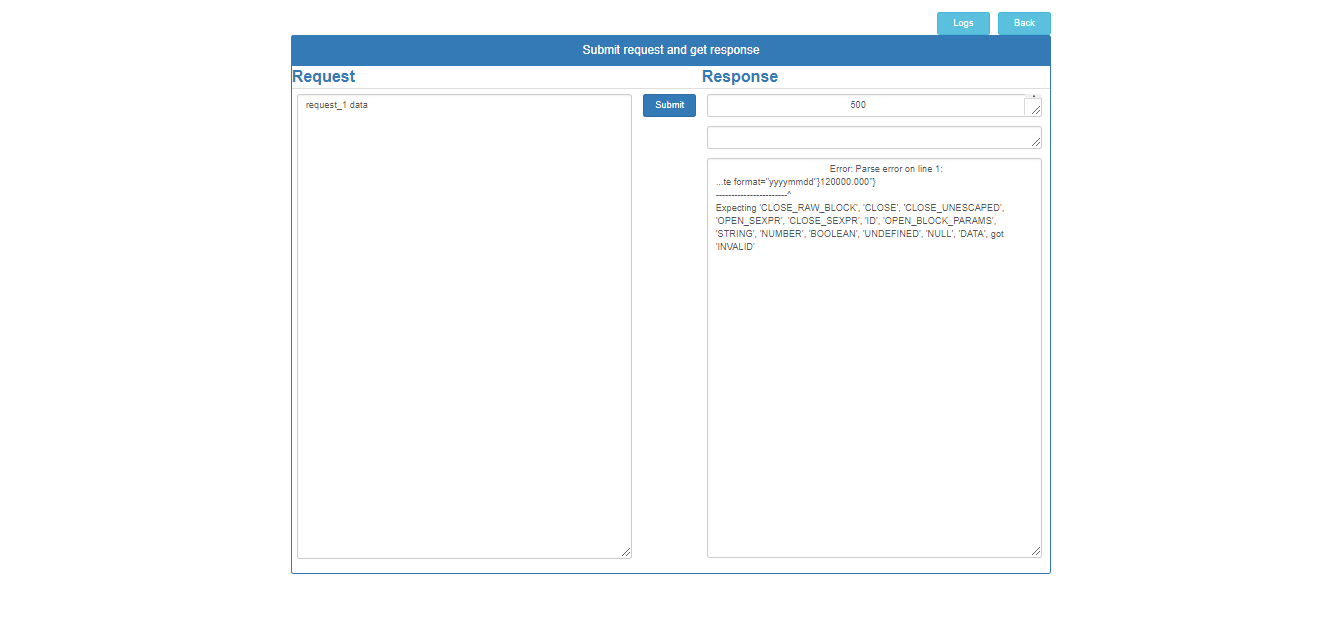 Logs
Back
Submit request and get response
Request
Response
request_1 data
Submit
500
Error: Parse error on line 1:
...te format="yyyymmdd"}120000.000"}
-----------------------^
Expecting 'CLOSE_RAW_BLOCK', 'CLOSE', 'CLOSE_UNESCAPED',
'OPEN_SEXPR', 'CLOSE_SEXPR', 'ID', 'OPEN_BLOCK_PARAMS',
'STRING', 'NUMBER', 'BOOLEAN', 'UNDEFINED', 'NULL', 'DATA', got
'INVALID'